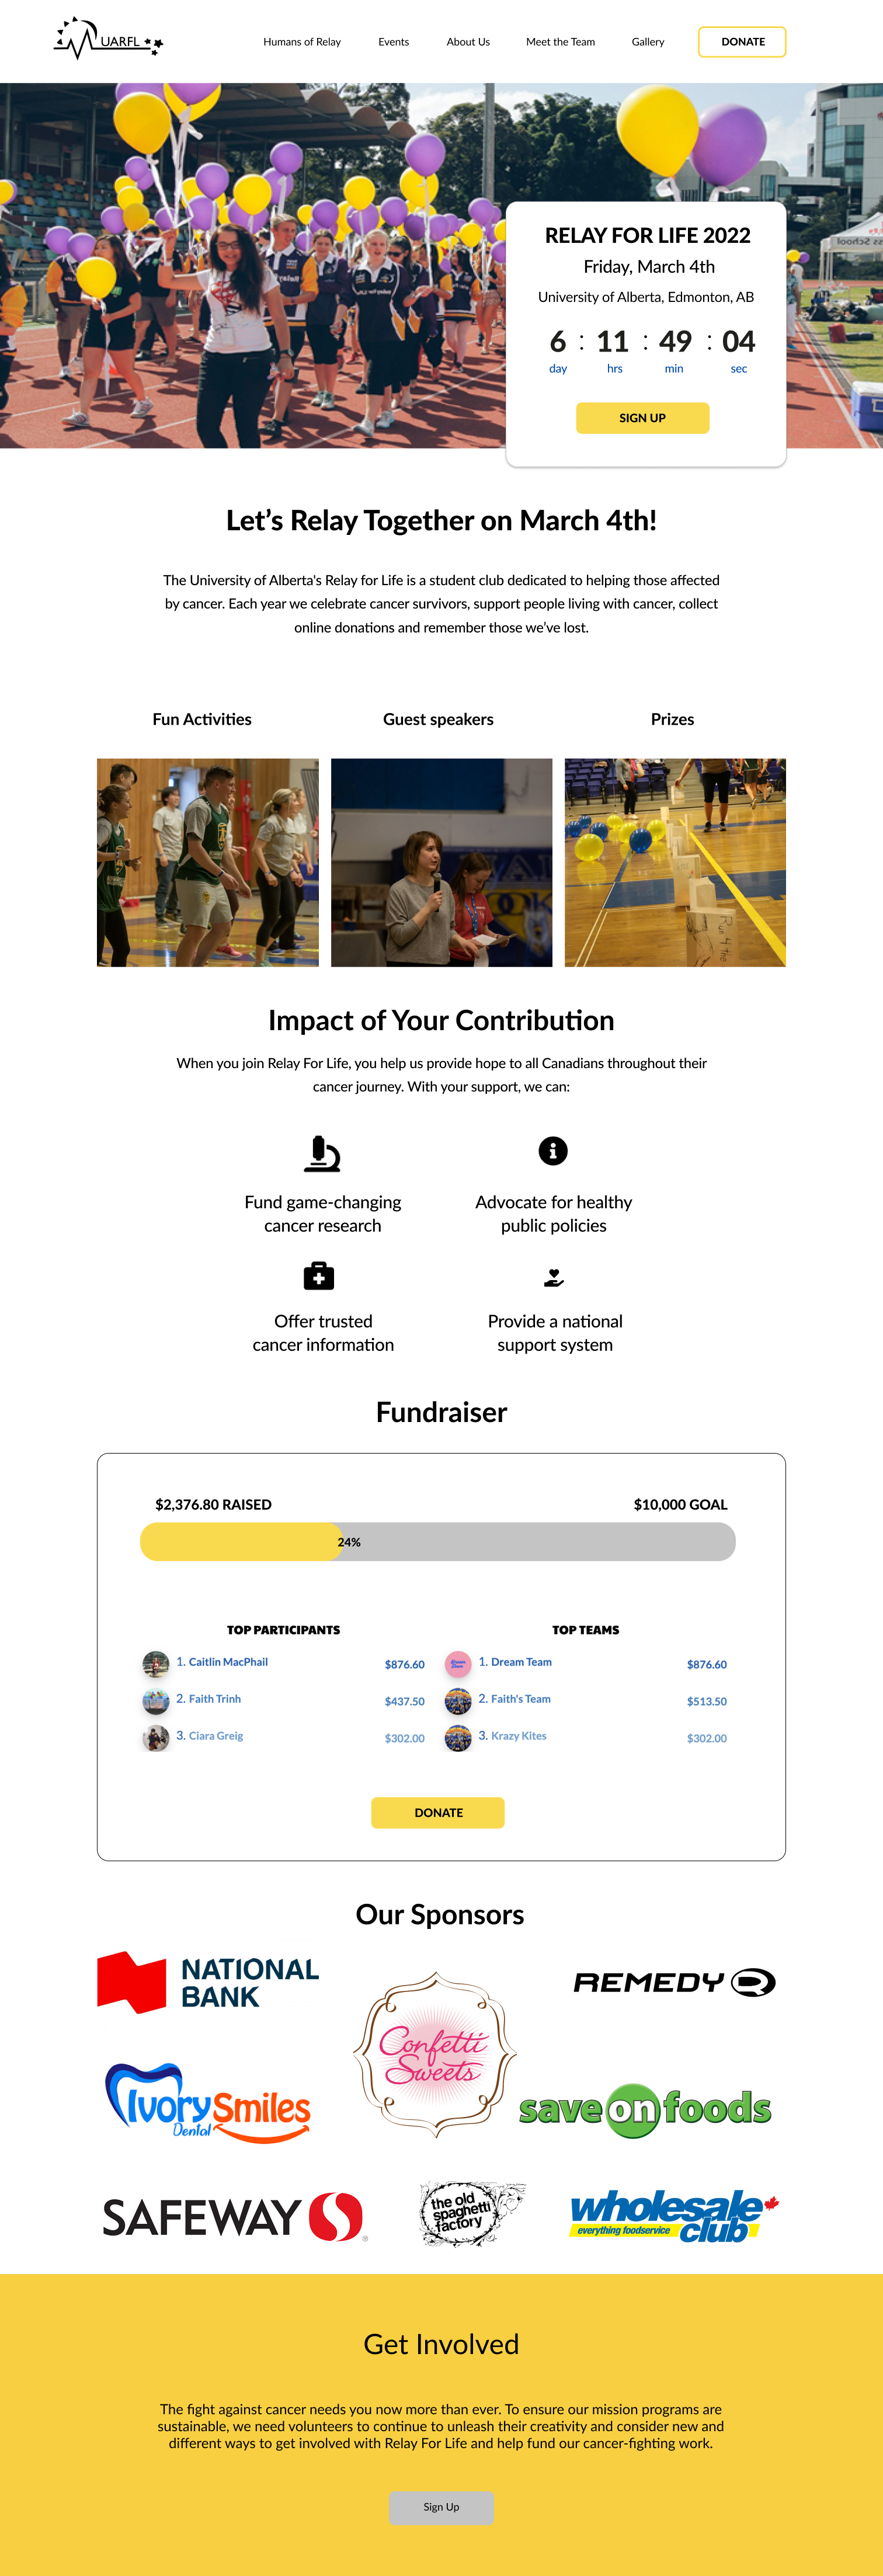 UARFL
Humans of Relay
Events
About Us
Meet the Team
Gallery
DONATE
RELAY FOR LIFE 2022
Friday, March 4th
University of Alberta, Edmonton, AB
6 : 11 : 49 : 04
day hrs min sec
SIGN UP
Let's Relay Together on March 4th!
The University of Alberta's Relay for Life is a student club dedicated to helping those affected
by cancer. Each year we celebrate cancer survivors, support people living with cancer, collect
online donations and remember those we've lost.
Fun Activities
Guest speakers
Prizes
Impact of Your Contribution
When you join Relay For Life, you help us provide hope to all Canadians throughout their
cancer journey. With your support, we can:
Fund game-changing
cancer research
Advocate for healthy
public policies
Offer trusted
cancer information
Provide a national
support system
Fundraiser
$2,376.80 RAISED
$10,000 GOAL
24%
TOP PARTICIPANTS
1. Caitlin MacPhail $876.60
2. Faith Trinh $437.50
3. Ciara Greig $302.00
TOP TEAMS
1. Dream Team $876.60
2. Faith's Team $513.50
3. Krazy Kites $302.00
DONATE
Our Sponsors
NATIONAL
BANK
Confetti
Sweets
REMEDY
Ivory Smiles
Dental
save on foods
SAFEWAY
the old
spaghetti
factory
wholesale
everything foodservice
club
Get Involved
The fight against cancer needs you now more than ever. To ensure our mission programs are
sustainable, we need volunteers to continue to unleash their creativity and consider new and
different ways to get involved with Relay For Life and help fund our cancer-fighting work.
Sign Up